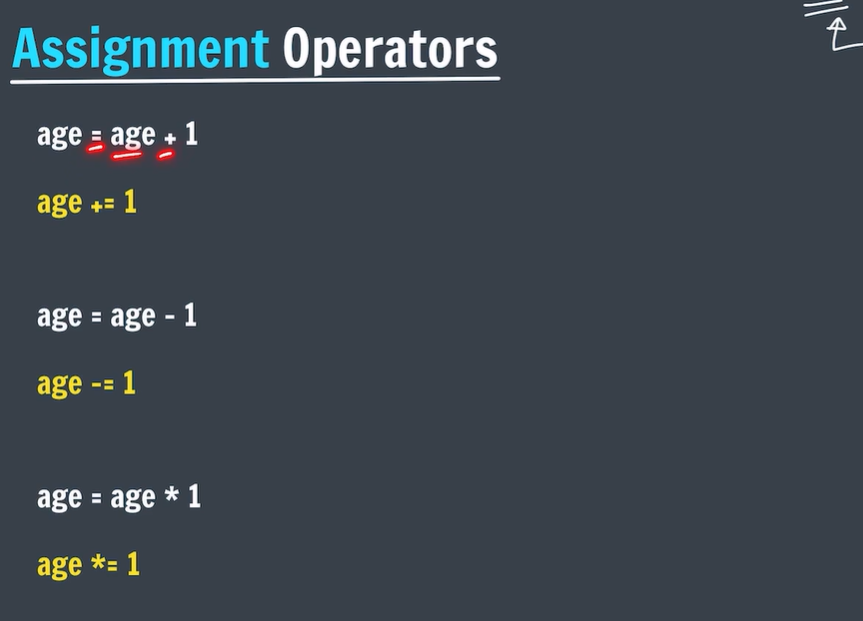 Assignment Operators
age = age + 1
age += 1
age = age - 1
age -= 1
age = age * 1
age *= 1